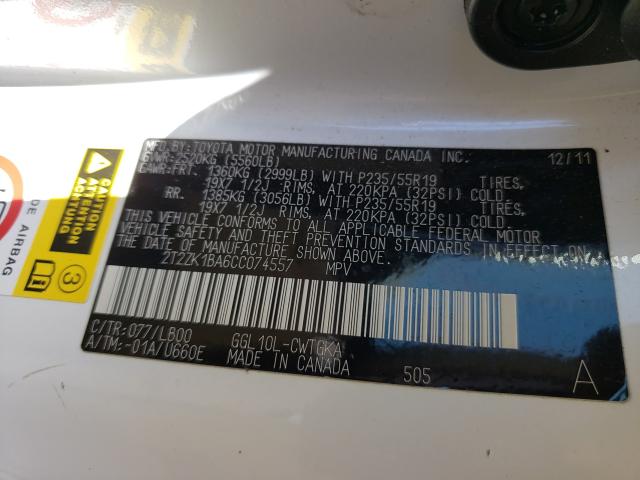 MFD. BY: TOYOTA MOTOR MANUFACTURING CANADA INC. 12/11
GVWR: 2520KG (5560LB)
GAWR: FRT. 1360KG (2999LB) WITH P235/55R19 TIRES,
19X7 1/2J RIMS, AT 220KPA (32PSI) COLD
RR. 1385KG (3056LB) WITH P235/55R19 TIRES,
19X7 1/2J RIMS, AT 220KPA (32PSI) COLD.
THIS VEHICLE CONFORMS TO ALL APPLICABLE FEDERAL MOTOR
VEHICLE SAFETY AND THEFT PREVENTION STANDARDS IN EFFECT ON
THE DATE OF MANUFACTURE SHOWN ABOVE.
2T2ZK1BA6CC074557 MPV
C/TR: 077/LB00 GGL10L-CWTGKA
A/TM: -01A/U660E MADE IN CANADA 505 A
CAUTION
ATTENTION
ACHTUNG
3
DE AIRBAG